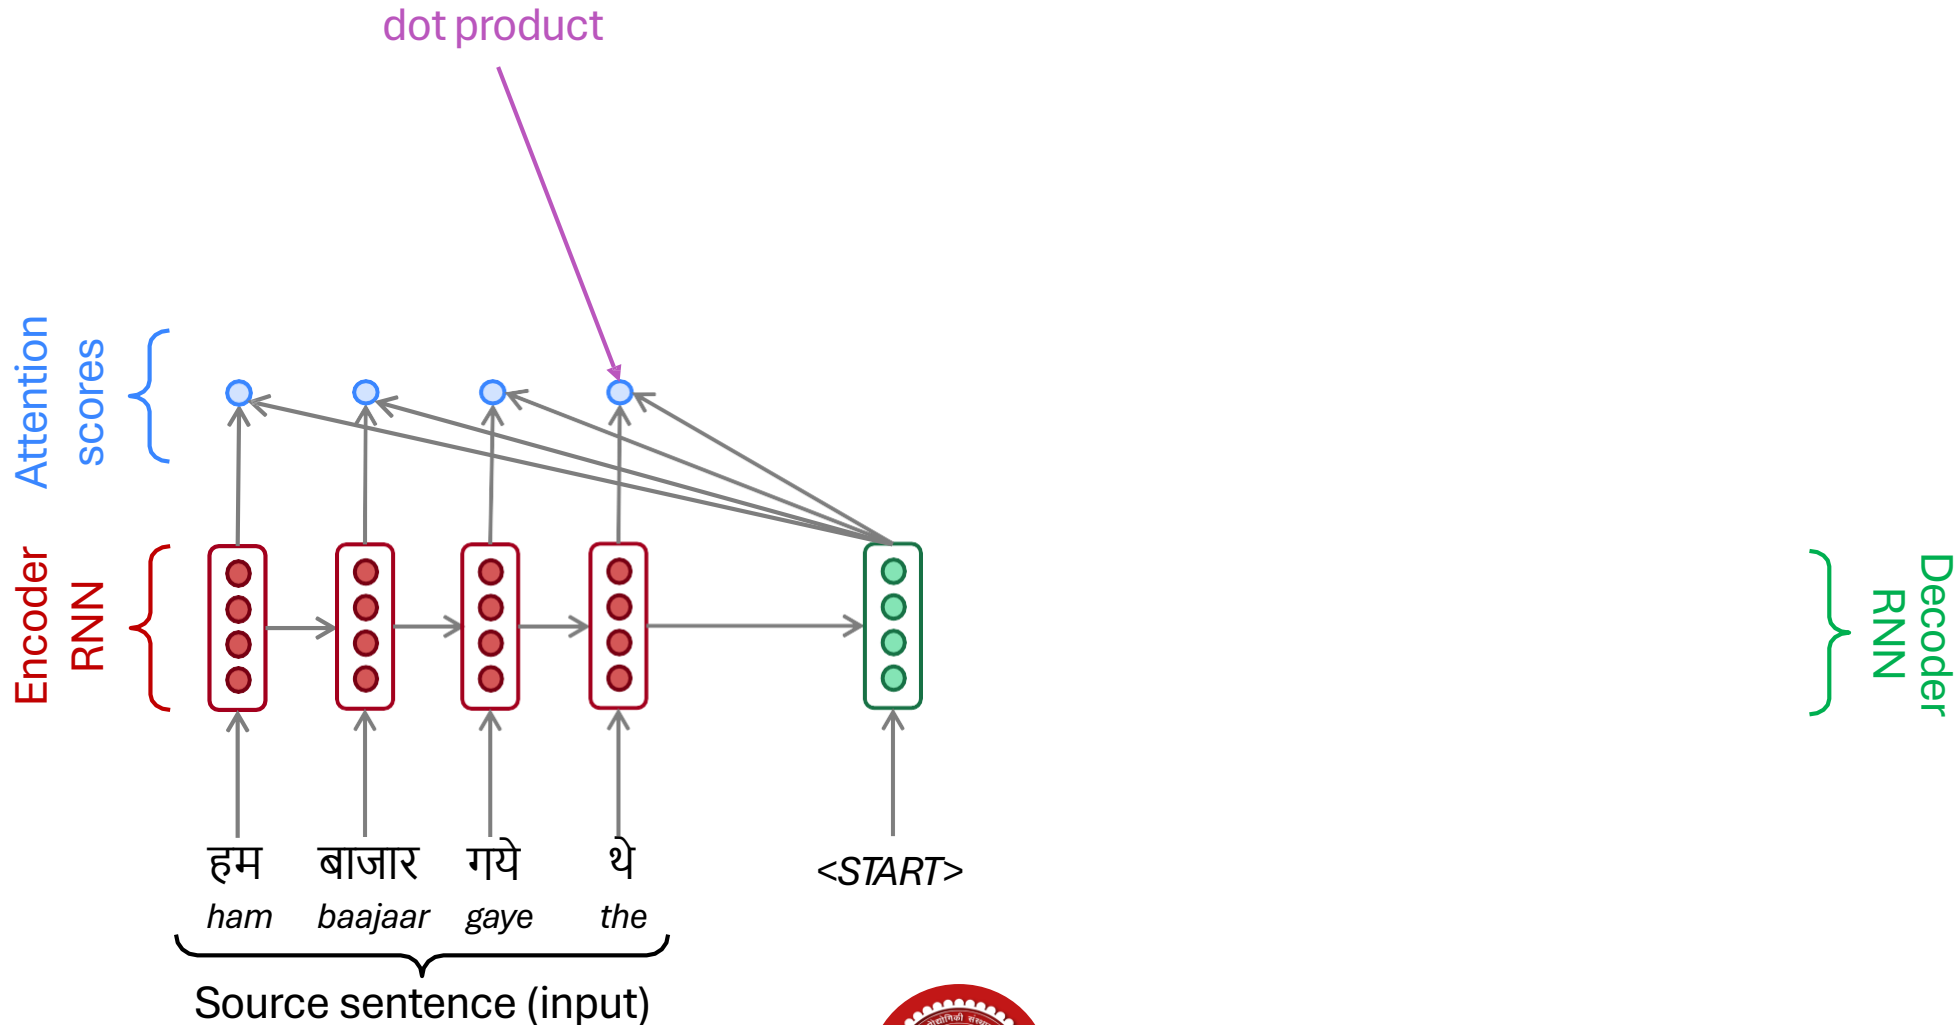 dot product
Attention
scores
Encoder
RNN
Decoder
RNN
हम बाजार गये थे
<START>
ham baajaar gaye the
Source sentence (input)